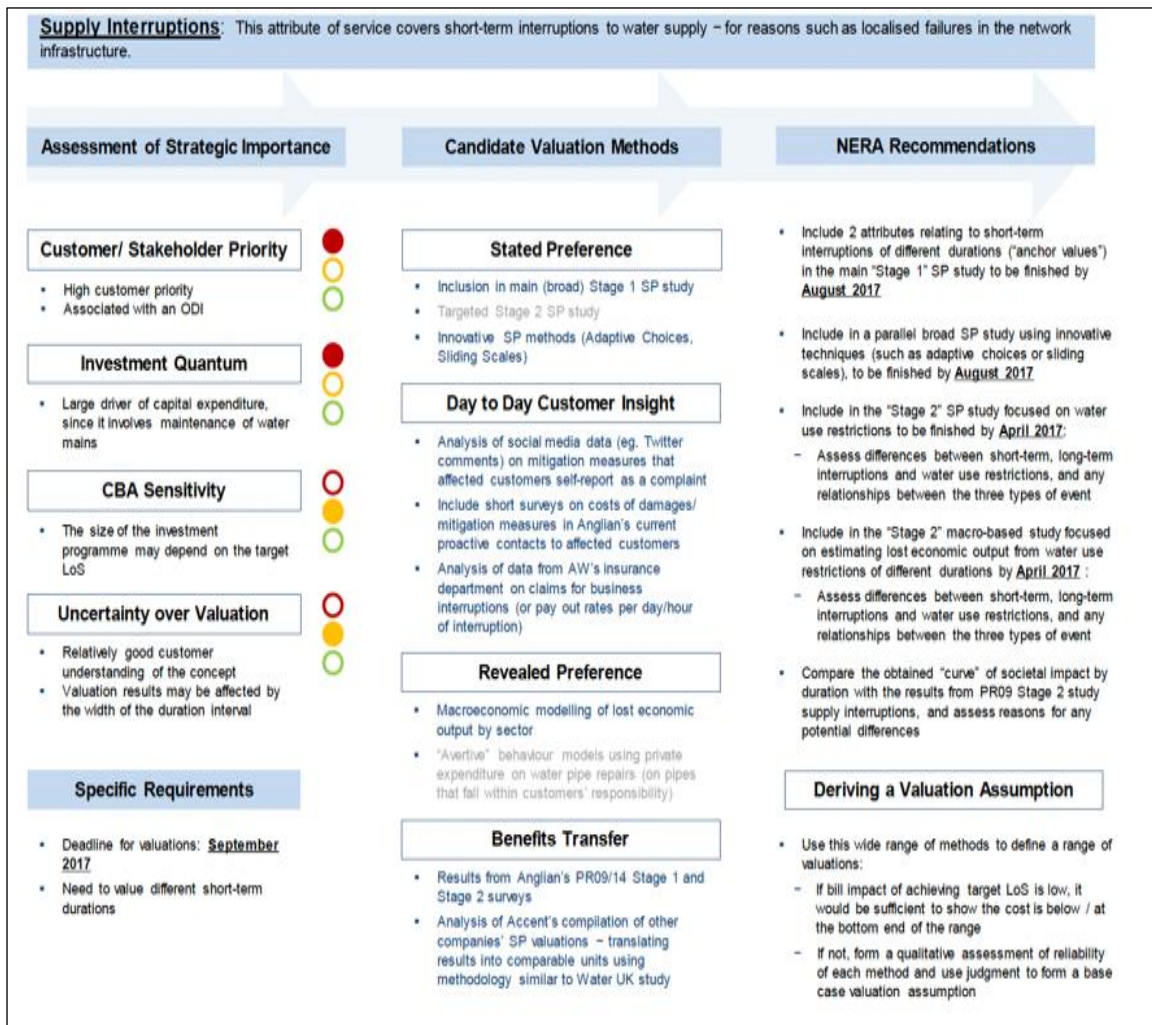 Supply Interruptions: This attribute of service covers short-term interruptions to water supply – for reasons such as localised failures in the network
infrastructure.
Assessment of Strategic Importance
Customer/ Stakeholder Priority
▪ High customer priority
▪ Associated with an ODI
Investment Quantum
▪ Large driver of capital expenditure,
since it involves maintenance of water
mains
CBA Sensitivity
▪ The size of the investment
programme may depend on the target
LoS
Uncertainty over Valuation
▪ Relatively good customer
understanding of the concept
▪ Valuation results may be affected by
the width of the duration interval
Specific Requirements
▪ Deadline for valuations: September
2017
▪ Need to value different short-term
durations
Candidate Valuation Methods
Stated Preference
▪ Inclusion in main (broad) Stage 1 SP study
▪ Targeted Stage 2 SP study
▪ Innovative SP methods (Adaptive Choices,
Sliding Scales)
Day to Day Customer Insight
▪ Analysis of social media data (eg. Twitter
comments) on mitigation measures that
affected customers self-report as a complaint
▪ Include short surveys on costs of damages/
mitigation measures in Anglian's current
proactive contacts to affected customers
▪ Analysis of data from AW's insurance
department on claims for business
interruptions (or pay out rates per day/hour
of interruption)
Revealed Preference
▪ Macroeconomic modelling of lost economic
output by sector
▪ "Avertive" behaviour models using private
expenditure on water pipe repairs (on pipes
that fall within customers' responsibility)
Benefits Transfer
▪ Results from Anglian's PR09/14 Stage 1 and
Stage 2 surveys
▪ Analysis of Accent's compilation of other
companies' SP valuations – translating
results into comparable units using
methodology similar to Water UK study
NERA Recommendations
▪ Include 2 attributes relating to short-term
interruptions of different durations ("anchor values")
in the main "Stage 1" SP study to be finished by
August 2017
▪ Include in a parallel broad SP study using innovative
techniques (such as adaptive choices or sliding
scales), to be finished by August 2017
▪ Include in the "Stage 2" SP study focused on water
use restrictions to be finished by April 2017:
– Assess differences between short-term, long-term
interruptions and water use restrictions, and any
relationships between the three types of event
▪ Include in the "Stage 2" macro-based study focused
on estimating lost economic output from water use
restrictions of different durations by April 2017 :
– Assess differences between short-term, long-term
interruptions and water use restrictions, and any
relationships between the three types of event
▪ Compare the obtained "curve" of societal impact by
duration with the results from PR09 Stage 2 study
supply interruptions, and assess reasons for any
potential differences
Deriving a Valuation Assumption
▪ Use this wide range of methods to define a range of
valuations:
– If bill impact of achieving target LoS is low, it
would be sufficient to show the cost is below / at
the bottom end of the range
– If not, form a qualitative assessment of reliability
of each method and use judgment to form a base
case valuation assumption